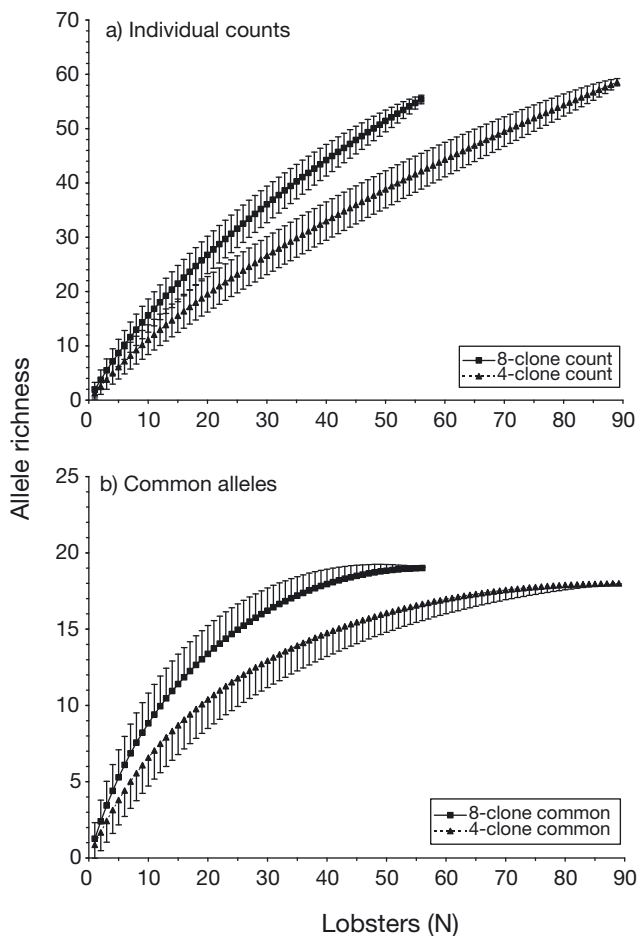 a) Individual counts
70
60
50
40
30
20
10
0
8-clone count
4-clone count
0 10 20 30 40 50 60 70 80 90
Allele richness
b) Common alleles
25
20
15
10
5
0
8-clone common
4-clone common
0 10 20 30 40 50 60 70 80 90
Lobsters (N)